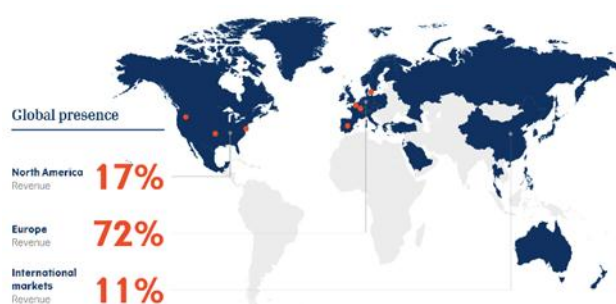 Global presence
North America
Revenue
17%
Europe
Revenue
72%
International
markets
Revenue
11%